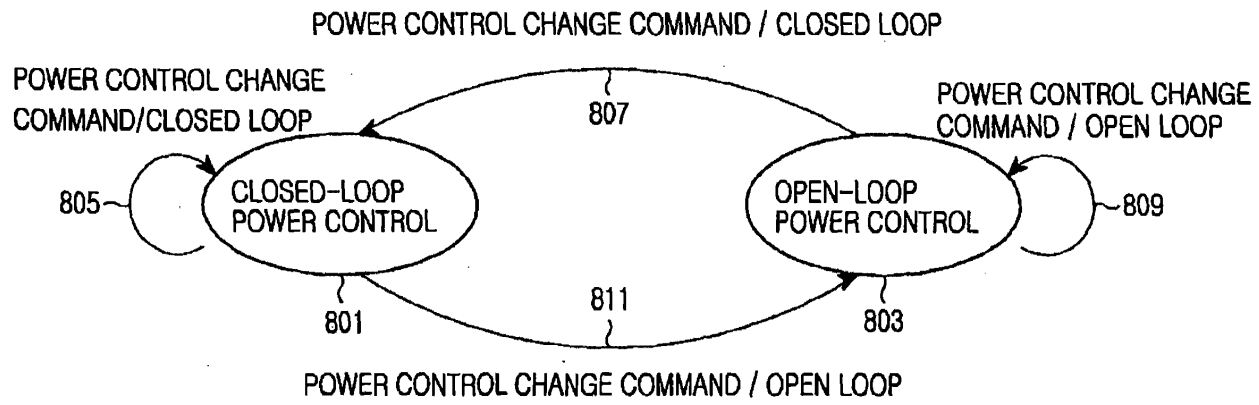 POWER CONTROL CHANGE COMMAND / CLOSED LOOP
POWER CONTROL CHANGE
COMMAND/CLOSED LOOP
807
POWER CONTROL CHANGE
COMMAND / OPEN LOOP
805
CLOSED-LOOP
POWER CONTROL
OPEN-LOOP
POWER CONTROL
809
801
811
803
POWER CONTROL CHANGE COMMAND / OPEN LOOP